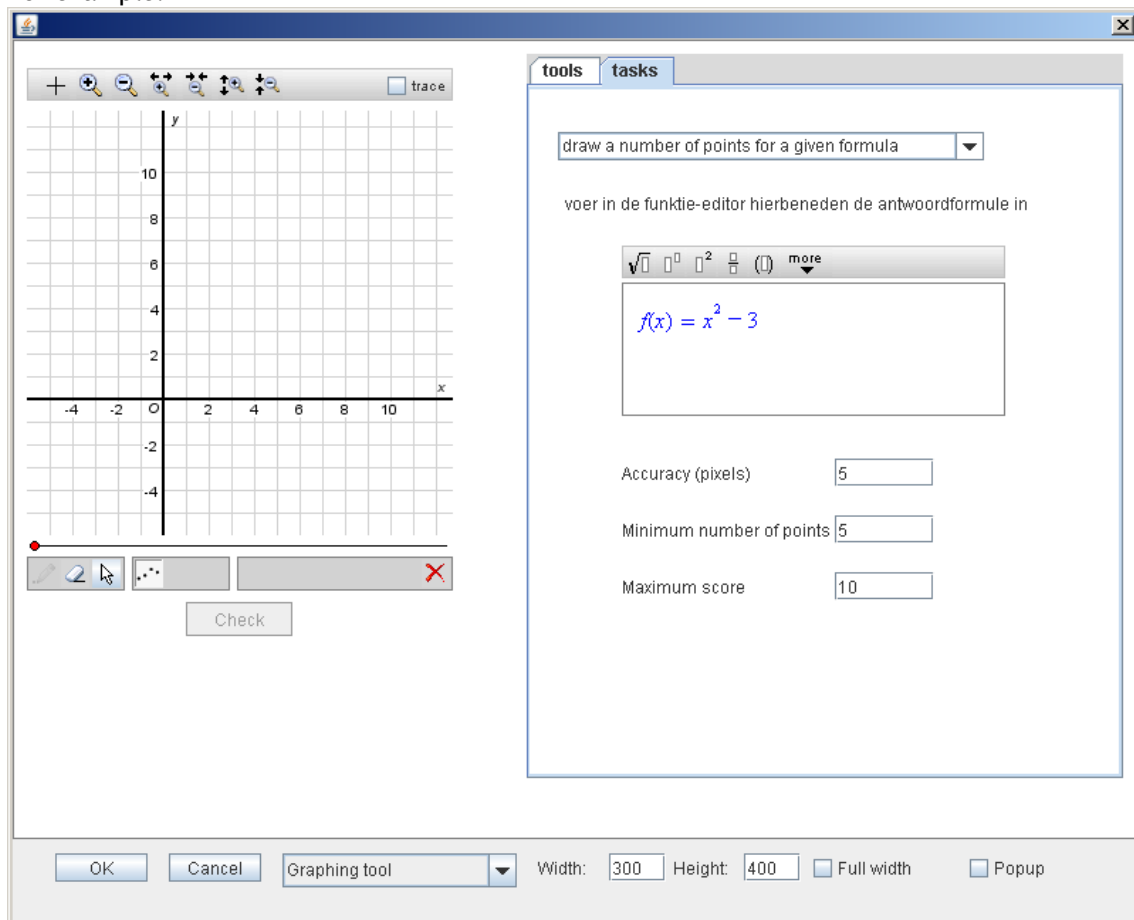 tools tasks
trace
y
10
8
6
4
2
x
-4 -2 O 2 4 6 8 10
-2
-4
Check
draw a number of points for a given formula
voer in de funktie-editor hierbeneden de antwoordformule in
more
f(x) = x² − 3
Accuracy (pixels) 5
Minimum number of points 5
Maximum score 10
OK Cancel Graphing tool Width: 300 Height: 400 Full width Popup